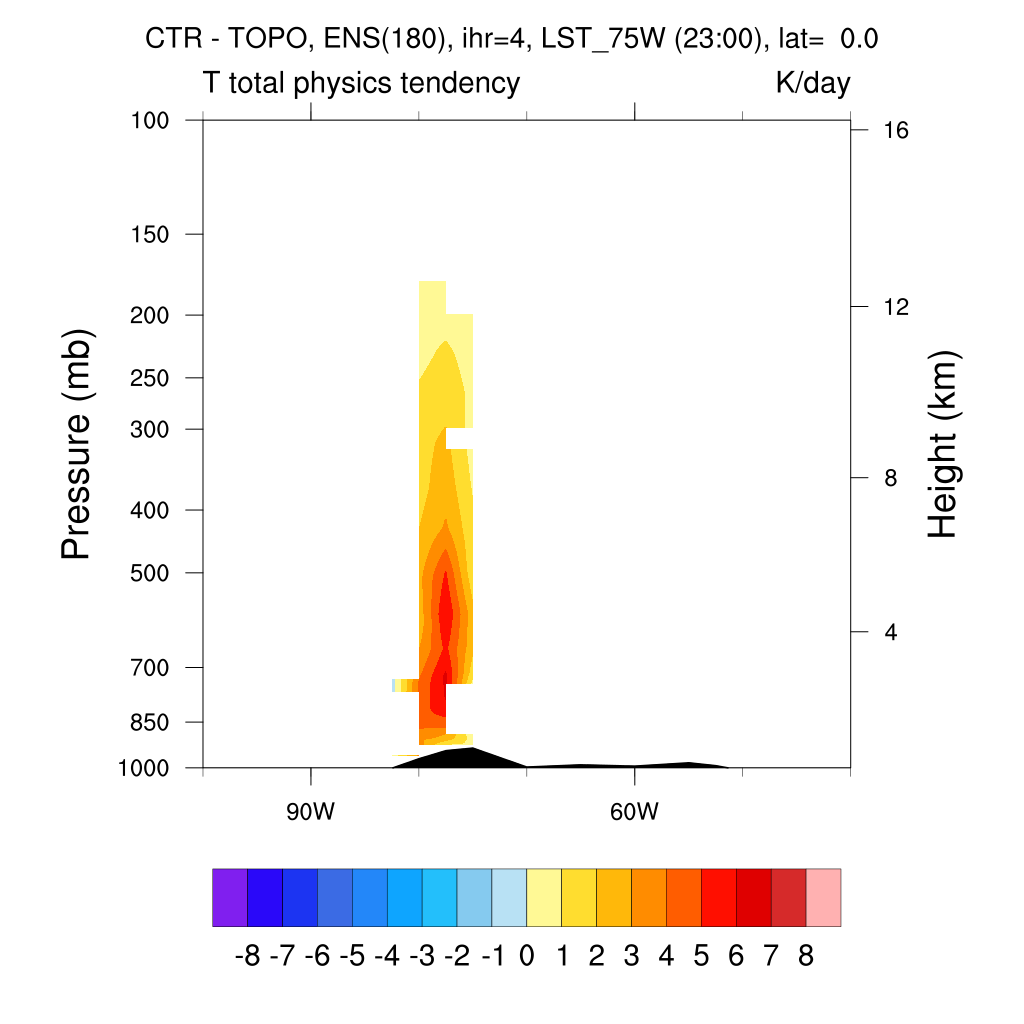 CTR - TOPO, ENS(180), ihr=4, LST_75W (23:00), lat=  0.0
T total physics tendency K/day
100
150
200
250
300
400
500
700
850
1000
Pressure (mb)
16
12
8
4
Height (km)
90W 60W
-8 -7 -6 -5 -4 -3 -2 -1 0 1 2 3 4 5 6 7 8